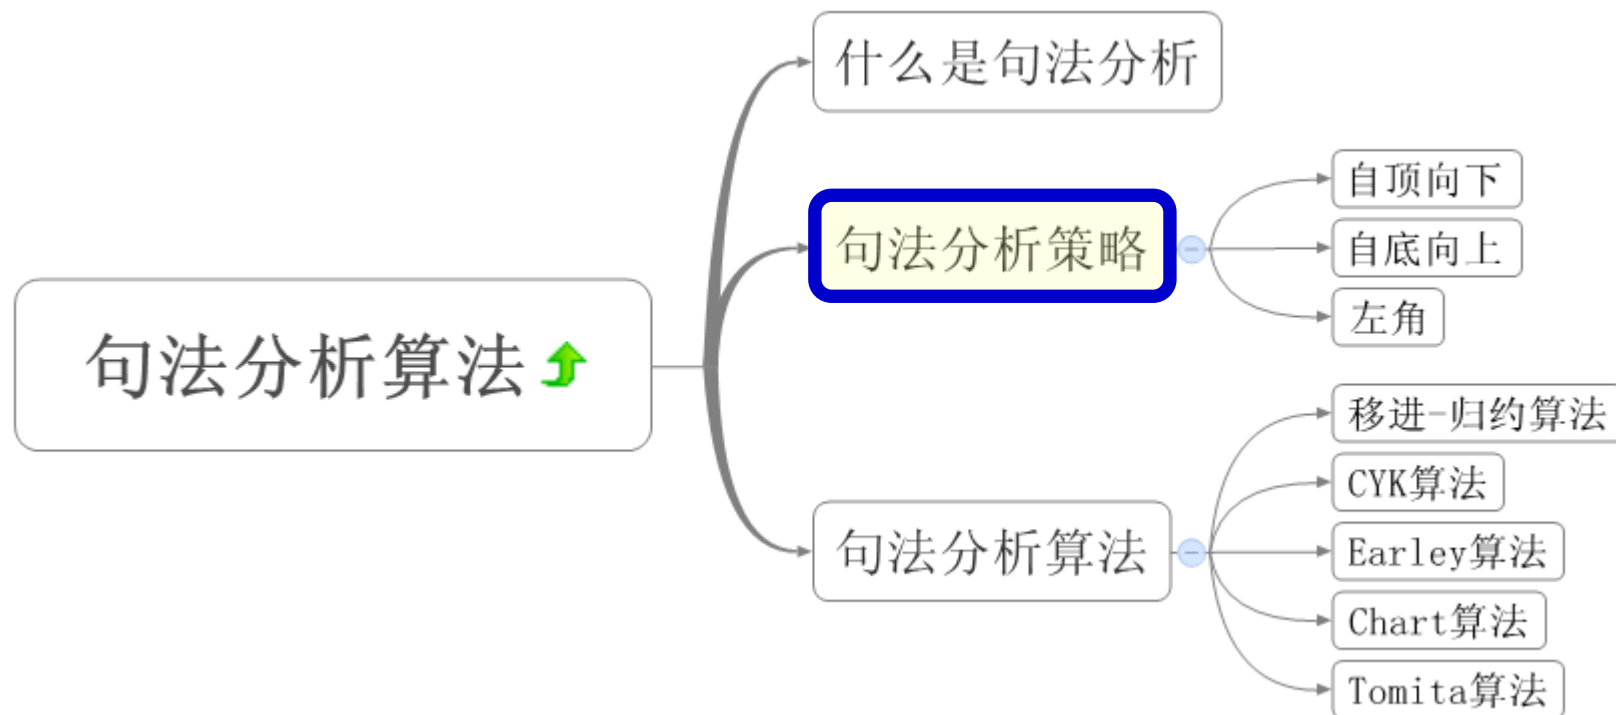 句法分析算法
什么是句法分析
句法分析策略
自顶向下
自底向上
左角
句法分析算法
移进-归约算法
CYK算法
Earley算法
Chart算法
Tomita算法